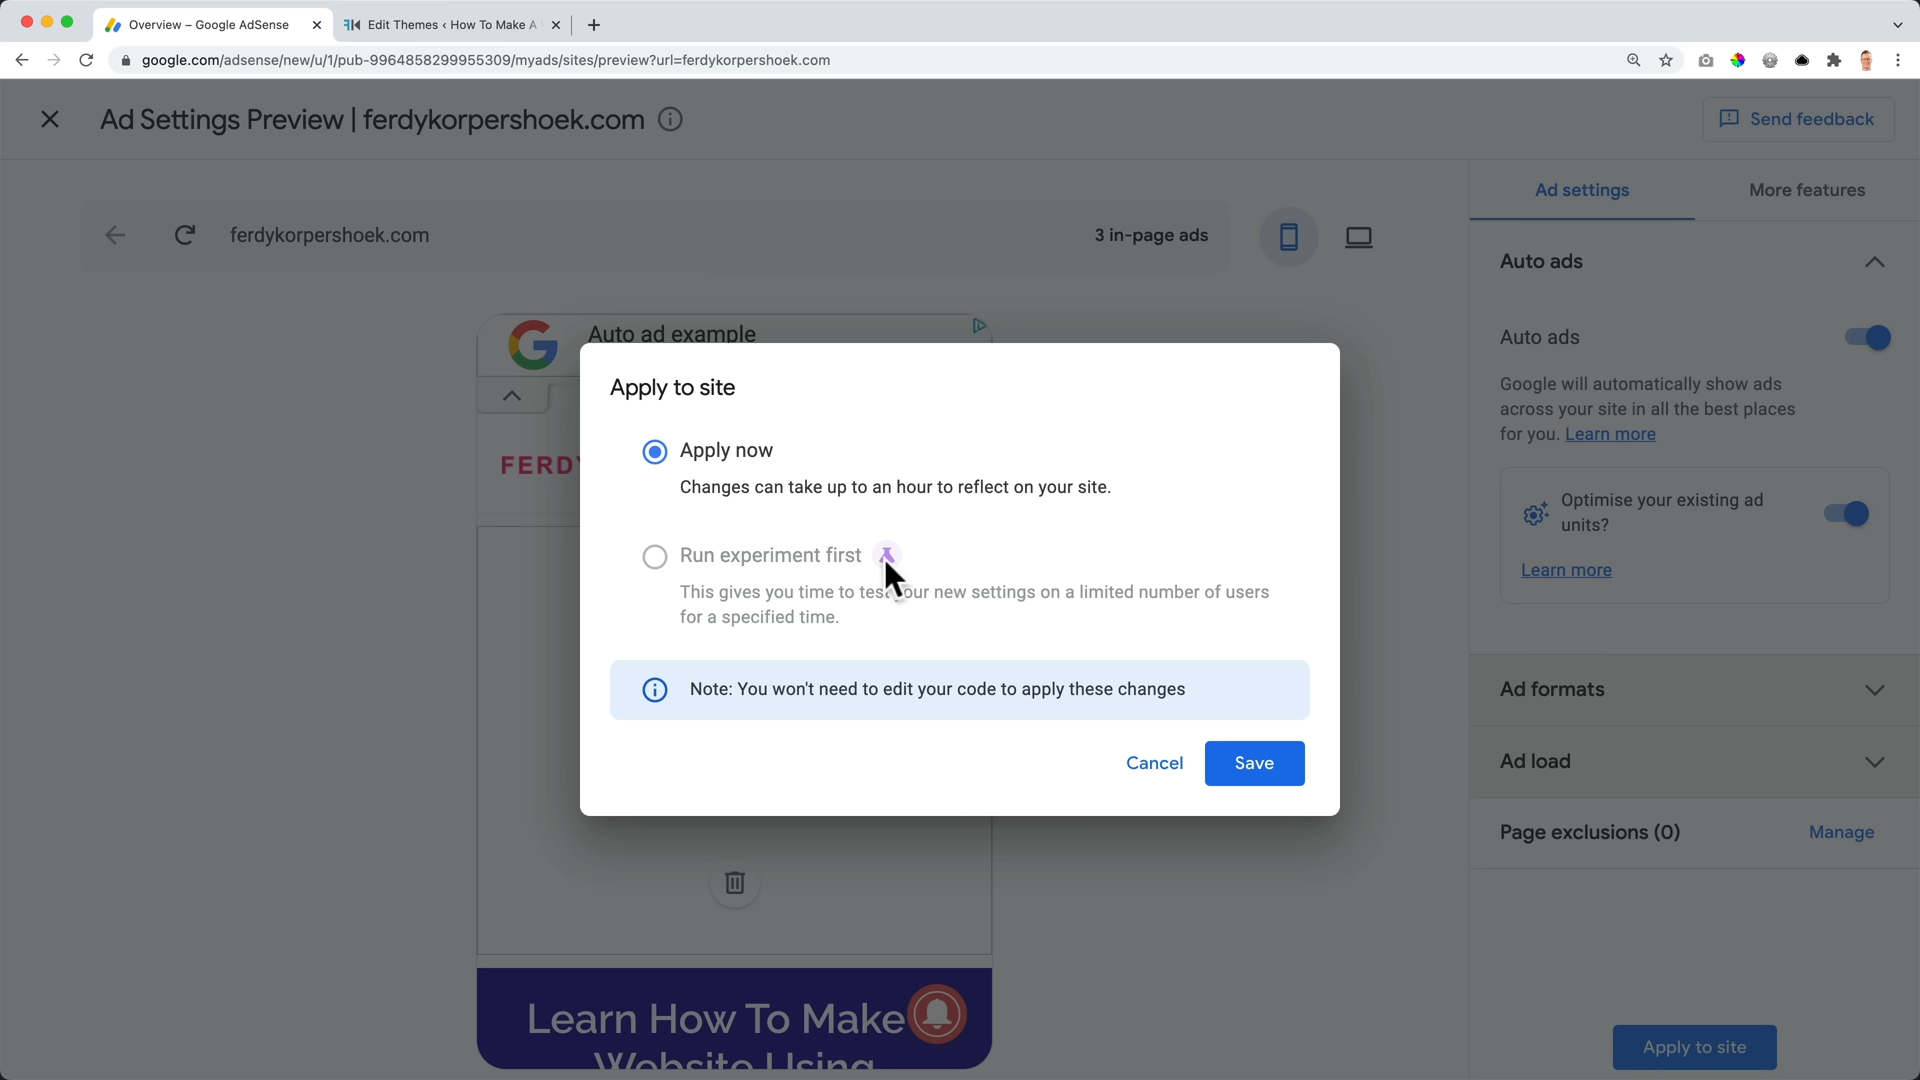 Overview – Google AdSense
Edit Themes ‹ How To Make A
google.com/adsense/new/u/1/pub-9964858299955309/myads/sites/preview?url=ferdykorpershoek.com
Ad Settings Preview | ferdykorpershoek.com
Send feedback
Ad settings
More features
ferdykorpershoek.com
3 in-page ads
Auto ads
Auto ad example
Auto ads
Google will automatically show ads
across your site in all the best places
for you. Learn more
Optimise your existing ad
units?
Learn more
FERDY
Apply to site
Apply now
Changes can take up to an hour to reflect on your site.
Run experiment first
This gives you time to test our new settings on a limited number of users
for a specified time.
Note: You won't need to edit your code to apply these changes
Cancel
Save
Ad formats
Ad load
Page exclusions (0)
Manage
Learn How To Make
Website Using
Apply to site